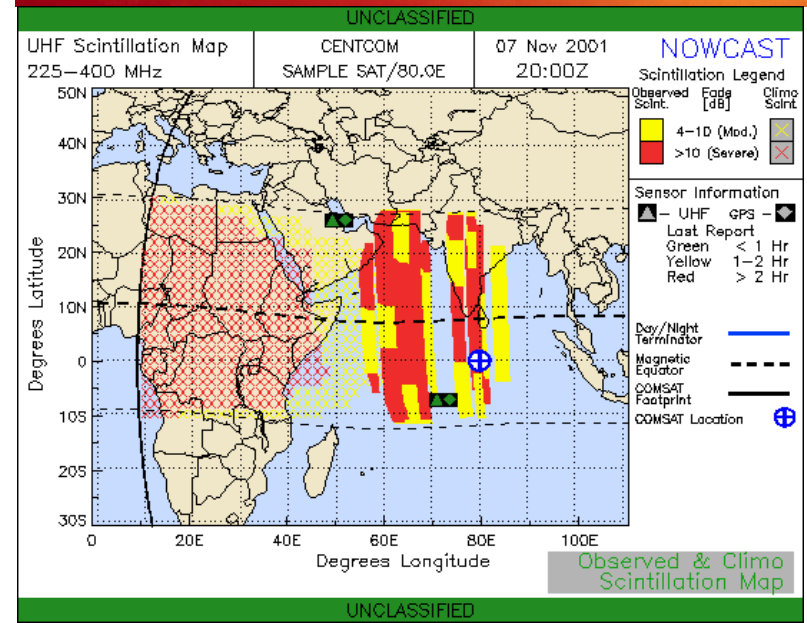 UNCLASSIFIED
UHF Scintillation Map
225-400 MHz
CENTCOM
SAMPLE SAT/80.0E
07 Nov 2001
20:00Z
NOWCAST
Scintillation Legend
Observed Scint. Fade [dB] Climo Scint
4-10 (Mod.)
>10 (Severe)
Sensor Information
- UHF GPS -
Last Report
Green < 1 Hr
Yellow 1-2 Hr
Red > 2 Hr
Day/Night Terminator
Magnetic Equator
COMSAT Footprint
COMSAT Location
Degrees Latitude
50N
40N
30N
20N
10N
0
10S
20S
30S
0 20E 40E 60E 80E 100E
Degrees Longitude
Observed & Climo
Scintillation Map
UNCLASSIFIED